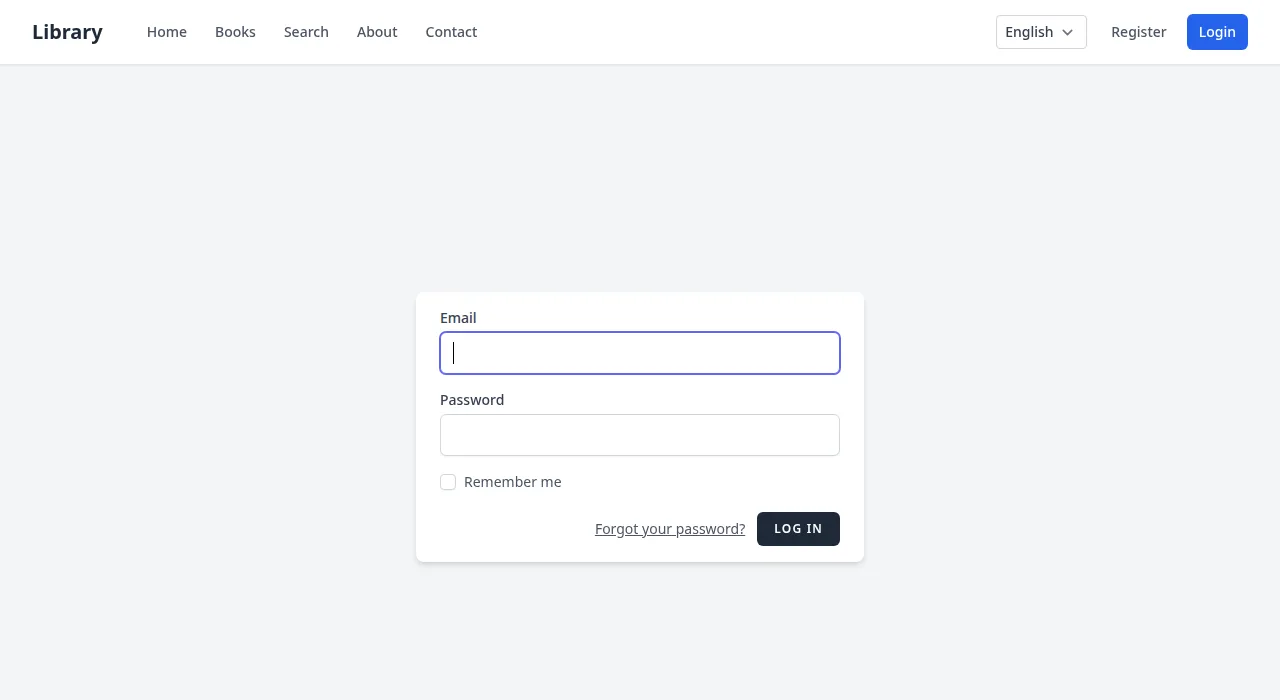 Library Home Books Search About Contact English Register Login
Email
Password
Remember me
Forgot your password? LOG IN